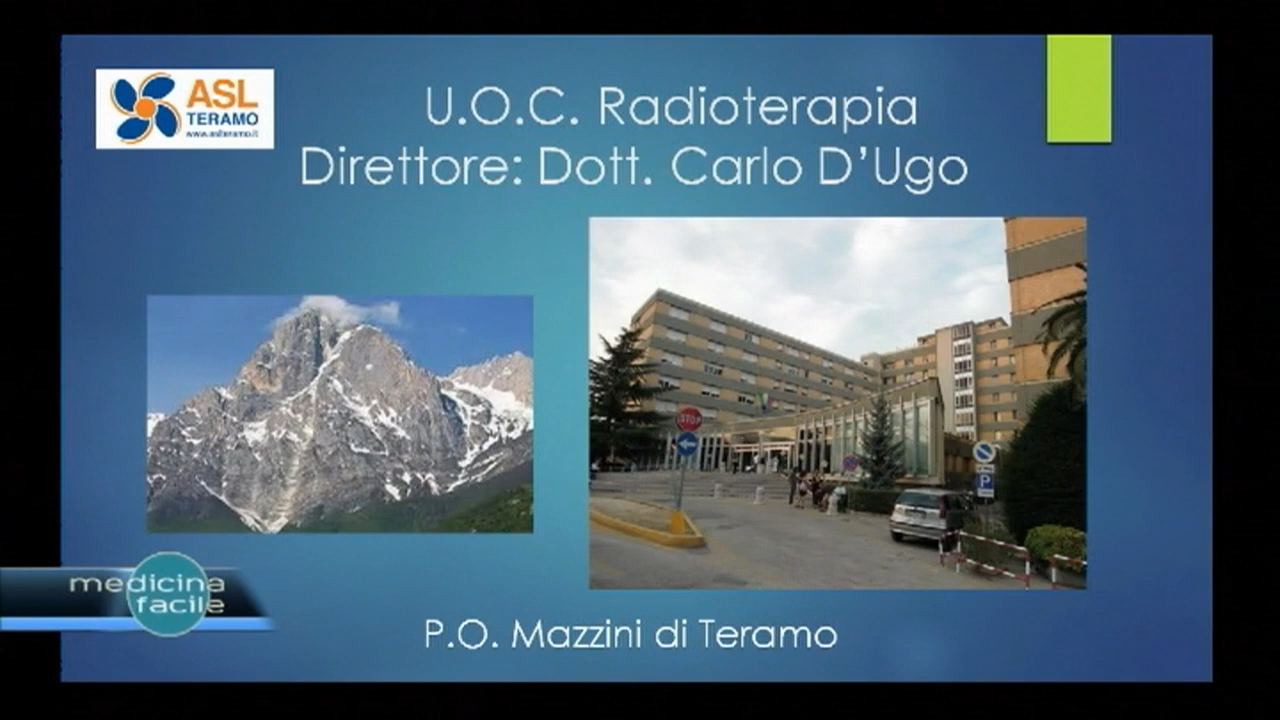 ASL
TERAMO
www.aslteramo.it
U.O.C. Radioterapia
Direttore: Dott. Carlo D'Ugo
STOP
P
medicina
facile
P.O. Mazzini di Teramo